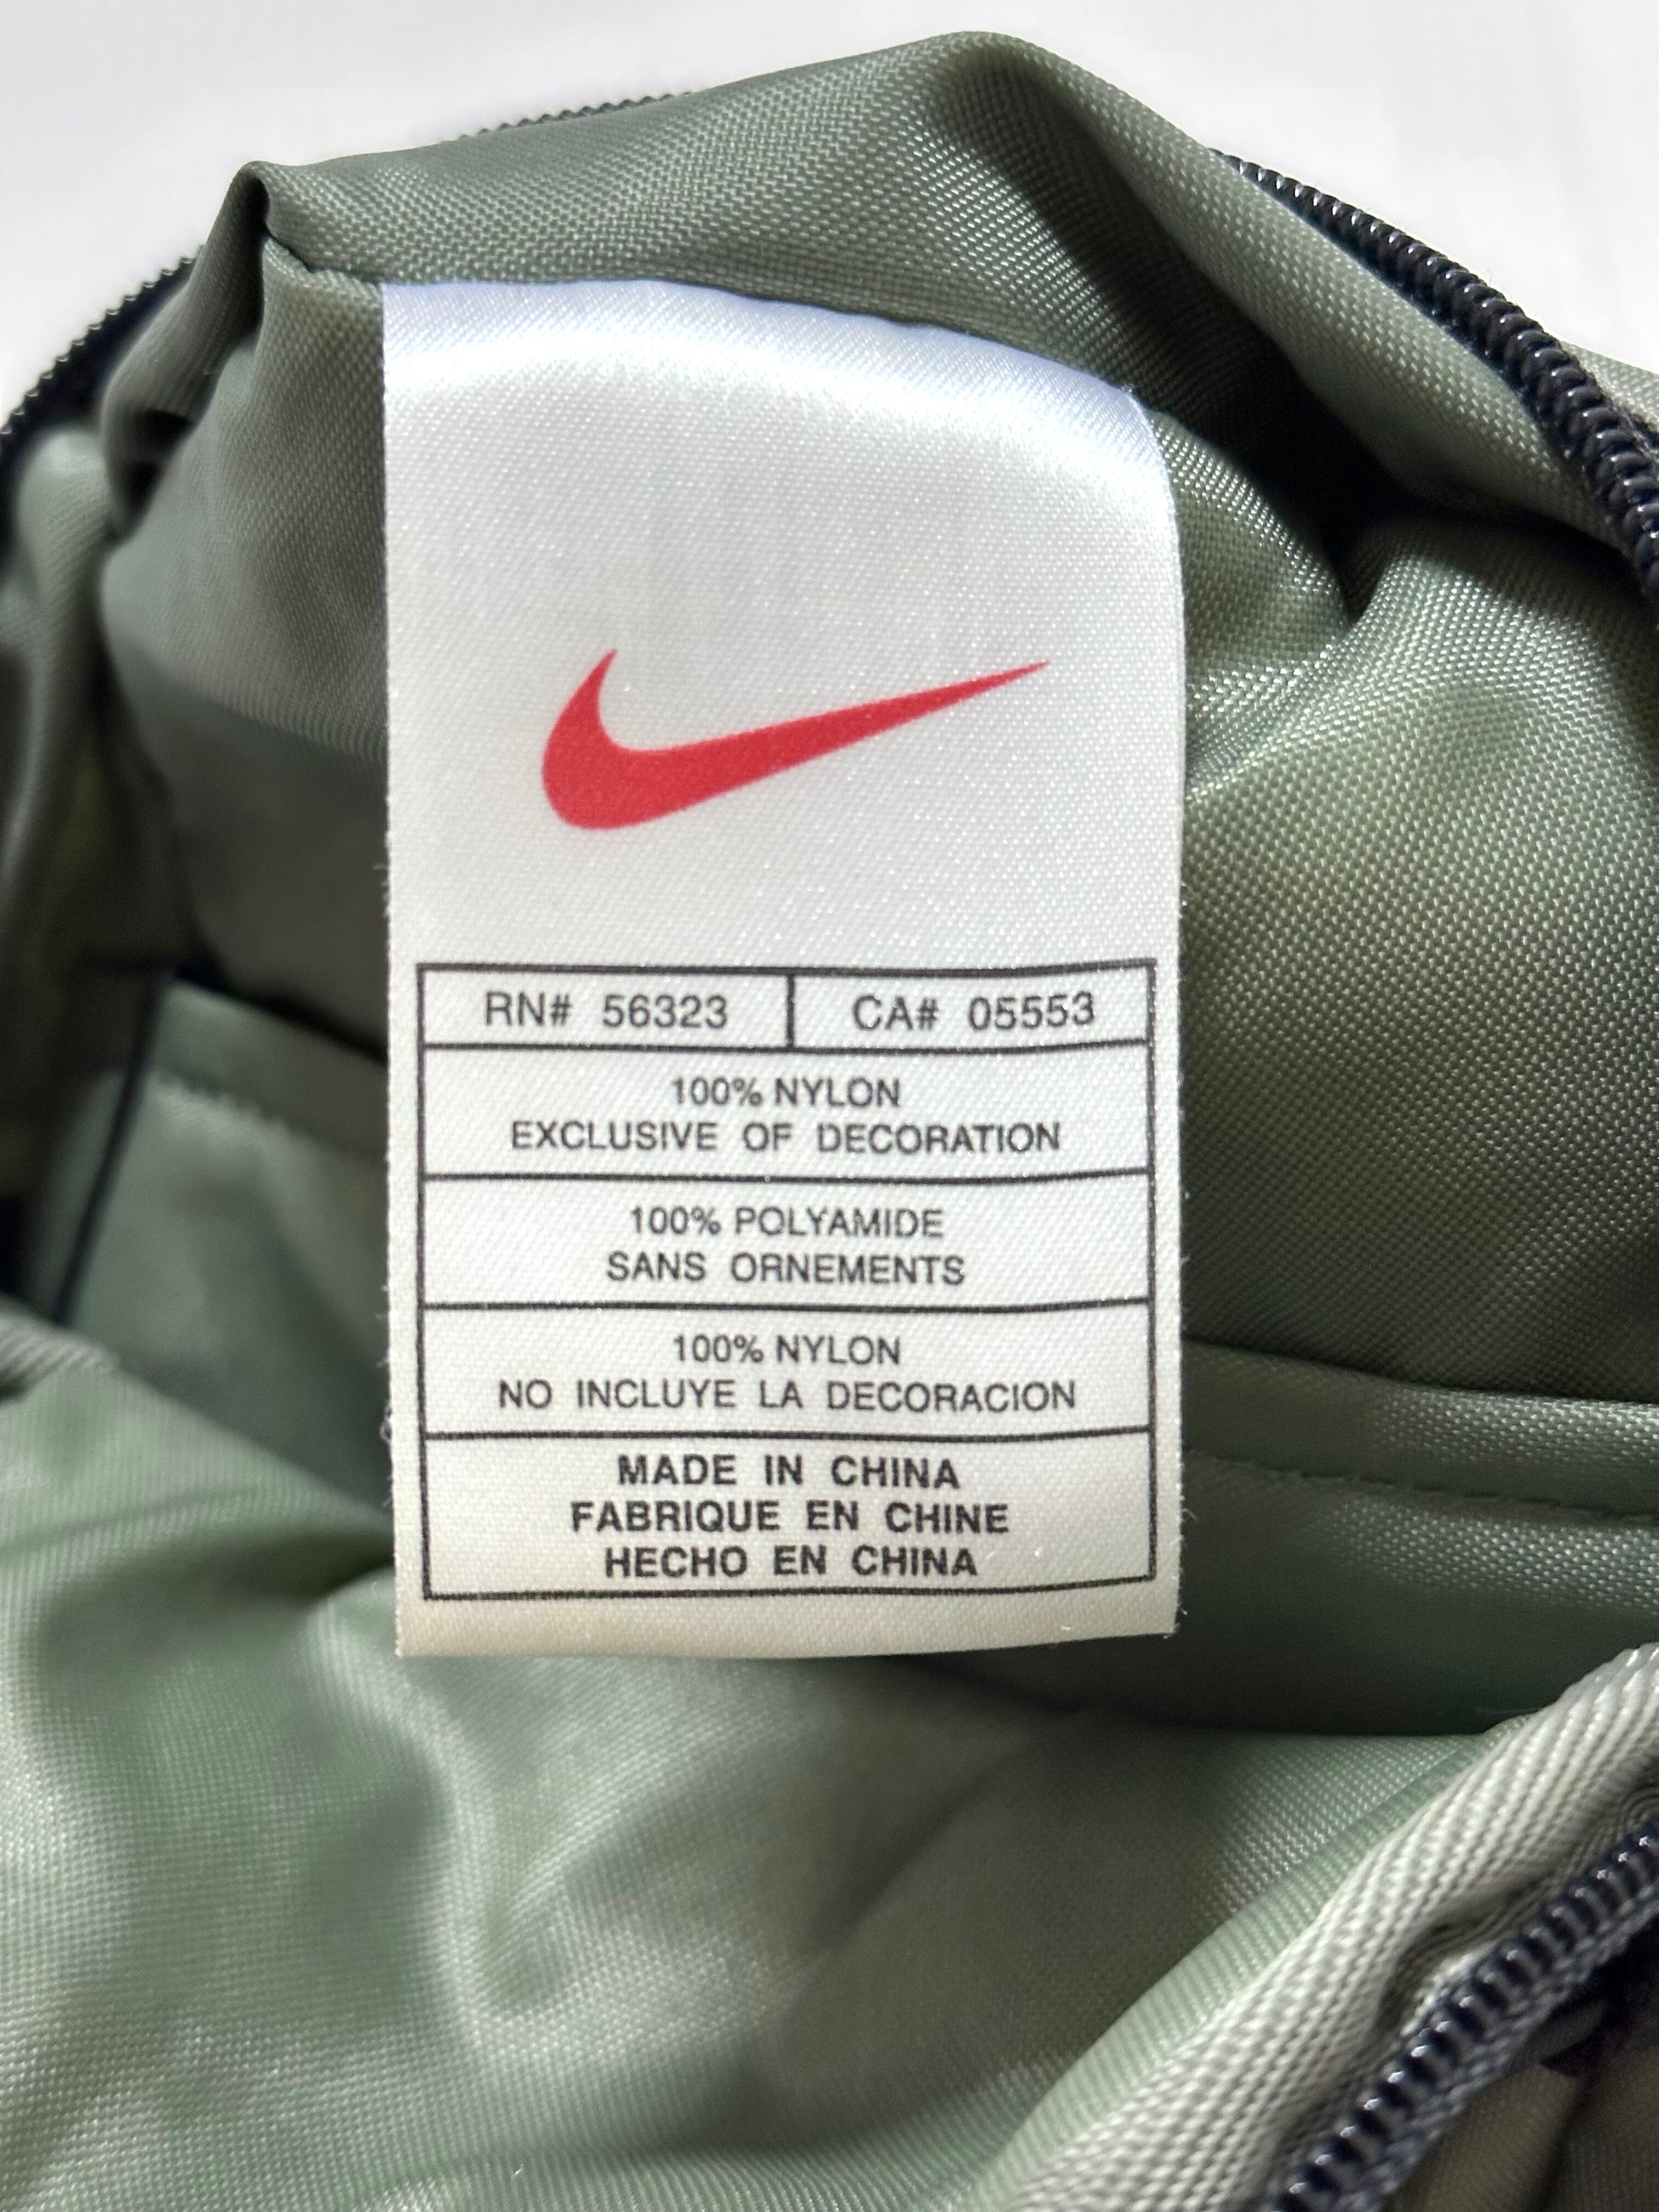 RN# 56323 CA# 05553
100% NYLON
EXCLUSIVE OF DECORATION
100% POLYAMIDE
SANS ORNEMENTS
100% NYLON
NO INCLUYE LA DECORACION
MADE IN CHINA
FABRIQUE EN CHINE
HECHO EN CHINA